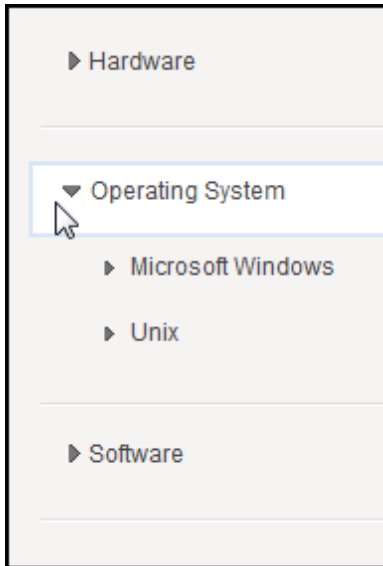 Hardware
Operating System
Microsoft Windows
Unix
Software